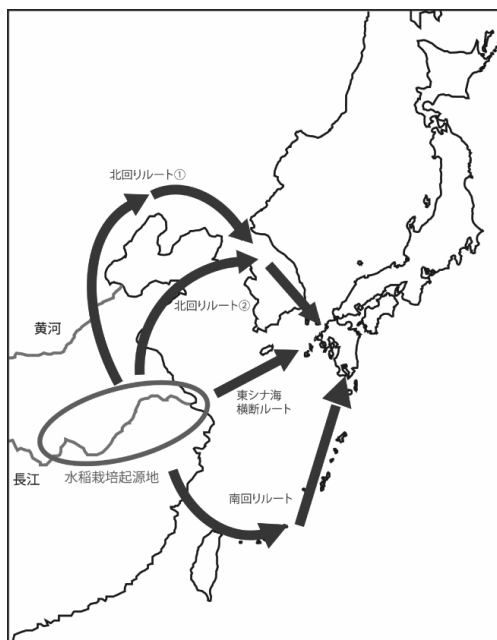 北回りルート①
北回りルート②
黄河
東シナ海
横断ルート
水稲栽培起源地
長江
南回りルート